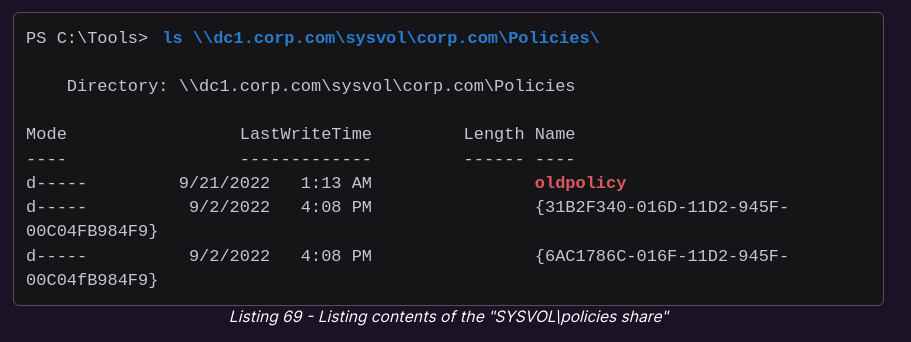 PS C:\Tools> ls \\dc1.corp.com\sysvol\corp.com\Policies\
Directory: \\dc1.corp.com\sysvol\corp.com\Policies
Mode LastWriteTime Length Name
---- ------------- ------ ----
d----- 9/21/2022 1:13 AM oldpolicy
d----- 9/2/2022 4:08 PM {31B2F340-016D-11D2-945F-
00C04FB984F9}
d----- 9/2/2022 4:08 PM {6AC1786C-016F-11D2-945F-
00C04fB984F9}
Listing 69 - Listing contents of the "SYSVOL\policies share"